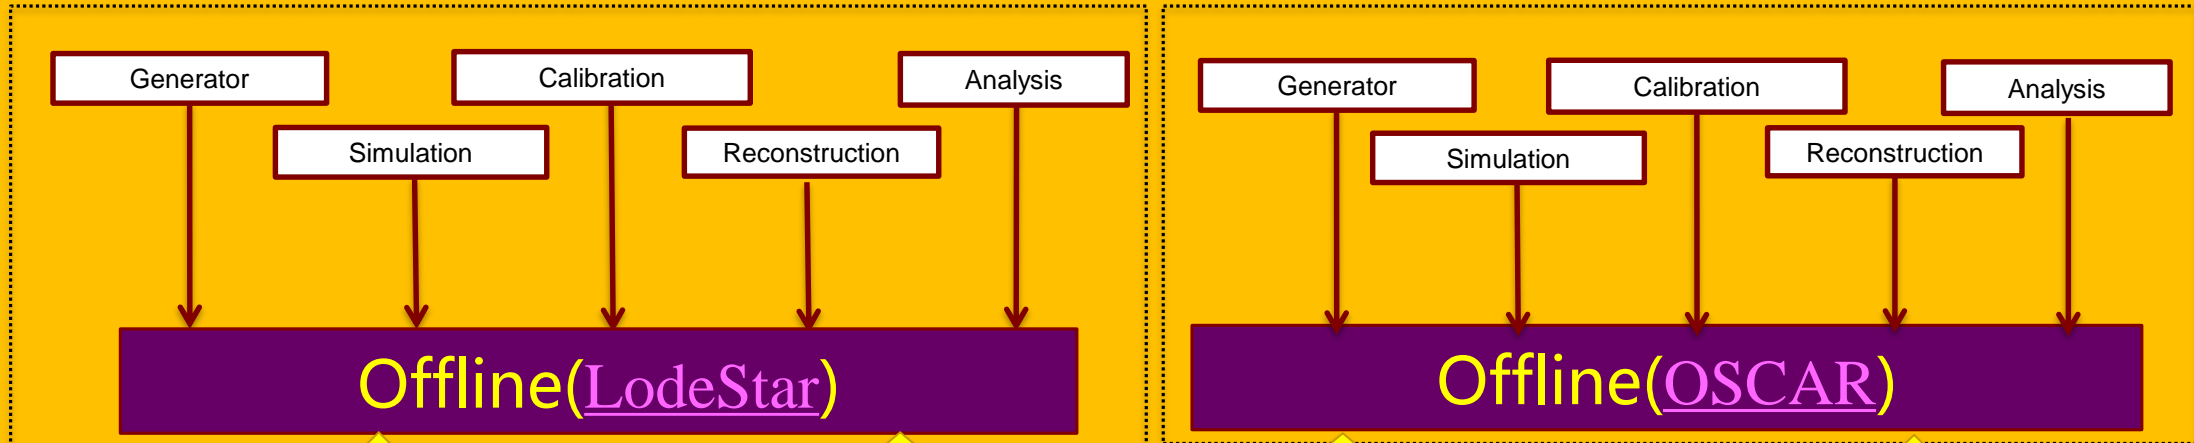 Generator
Calibration
Analysis
Simulation
Reconstruction
Offline(LodeStar)
Generator
Calibration
Analysis
Simulation
Reconstruction
Offline(OSCAR)